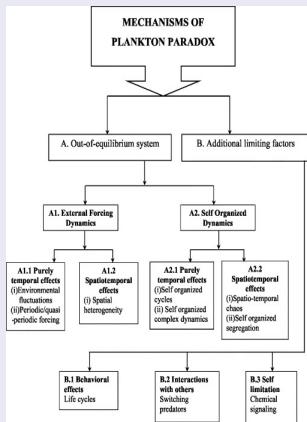 MECHANISMS OF
PLANKTON PARADOX
A. Out-of-equilibrium system
B. Additional limiting factors
A1. External Forcing
Dynamics
A2. Self Organized
Dynamics
A1.1 Purely
temporal effects
(i)Environmental
fluctuations
(ii)Periodic/quasi
-periodic forcing
A1.2
Spatiotemporal
effects
(i) Spatial
heterogeneity
A2.1 Purely
temporal effects
(i)Self organized
cycles
(ii) Self organized
complex dynamics
A2.2
Spatiotemporal
effects
(i)Spatio-temporal
chaos
(ii)Self organized
segregation
B.1 Behavioral
effects
Life cycles
B.2 Interactions
with others
Switching
predators
B.3 Self
limitation
Chemical
signaling